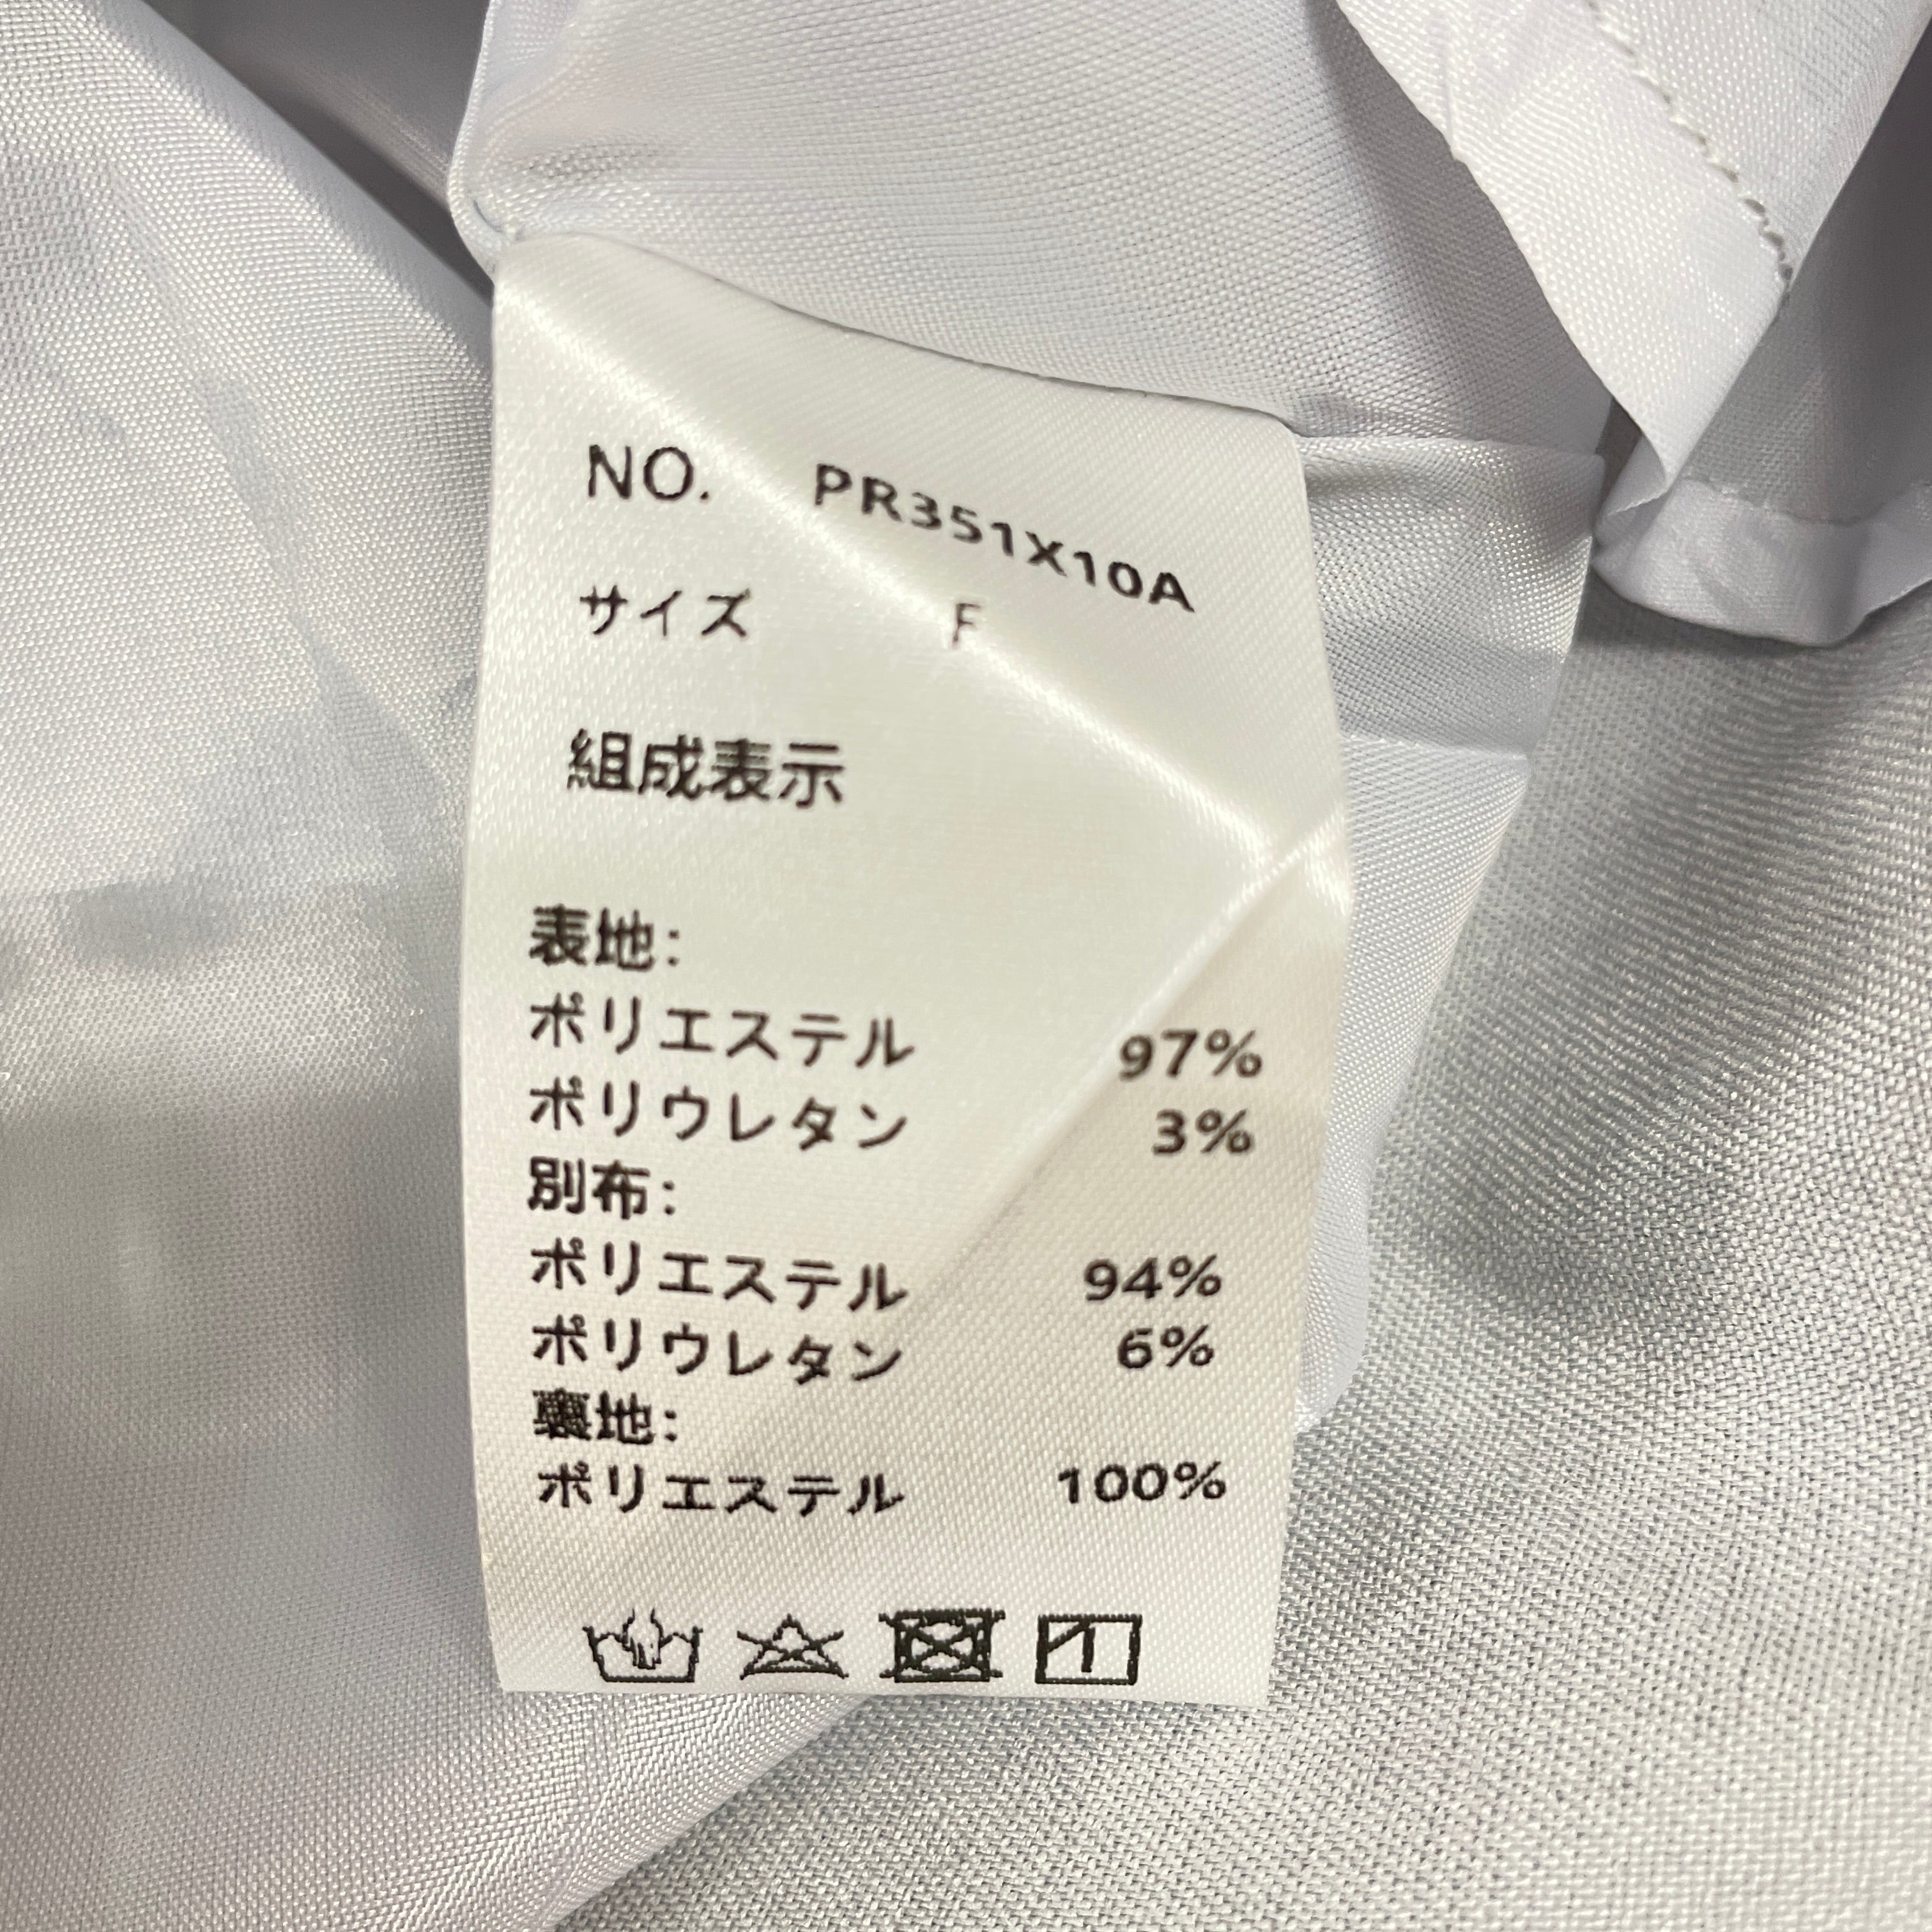 NO. PR351X10A
サイズ F
組成表示
表地:
ポリエステル 97%
ポリウレタン 3%
別布:
ポリエステル 94%
ポリウレタン 6%
裏地:
ポリエステル 100%